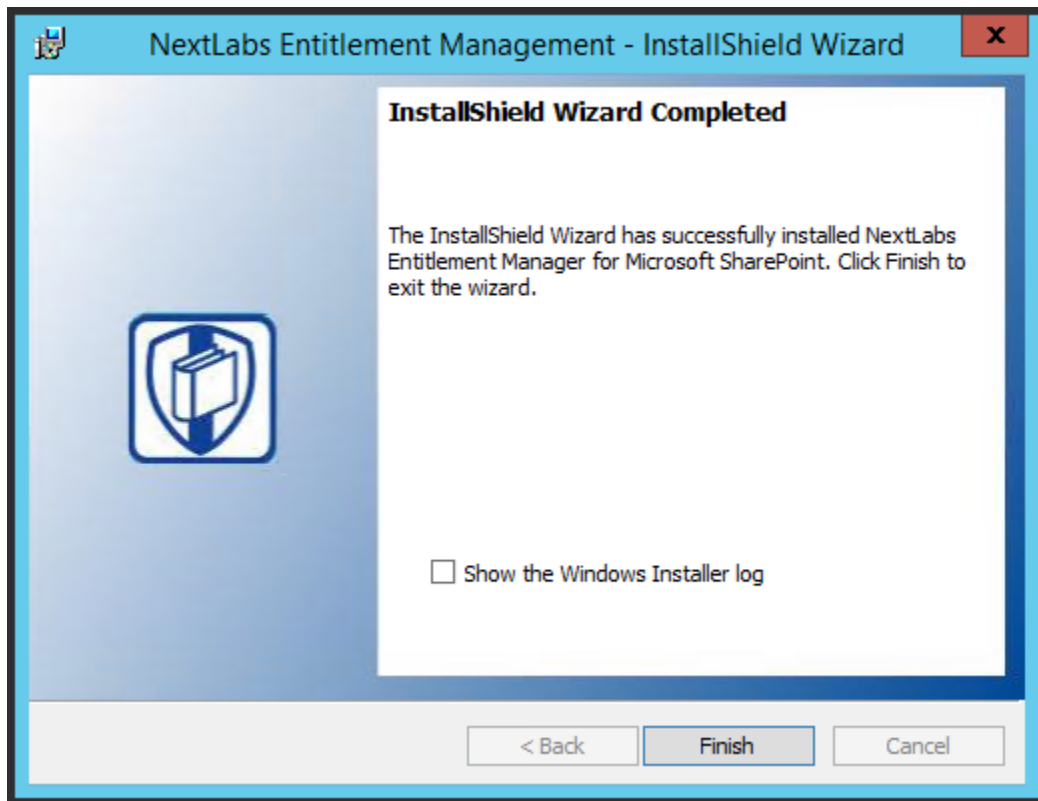 NextLabs Entitlement Management - InstallShield Wizard
x
InstallShield Wizard Completed
The InstallShield Wizard has successfully installed NextLabs
Entitlement Manager for Microsoft SharePoint. Click Finish to
exit the wizard.
Show the Windows Installer log
< Back Finish Cancel